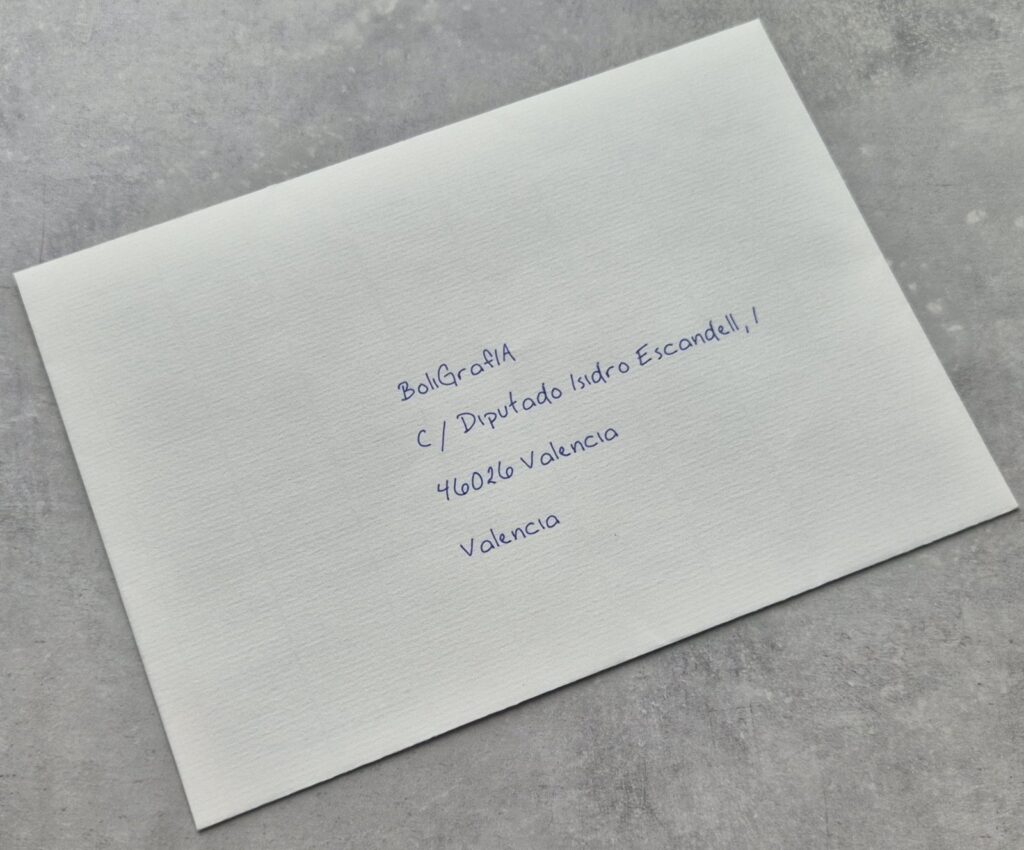 BoliGrafIA
C/ Diputado Isidro Escandell, 1
46026 Valencia
Valencia